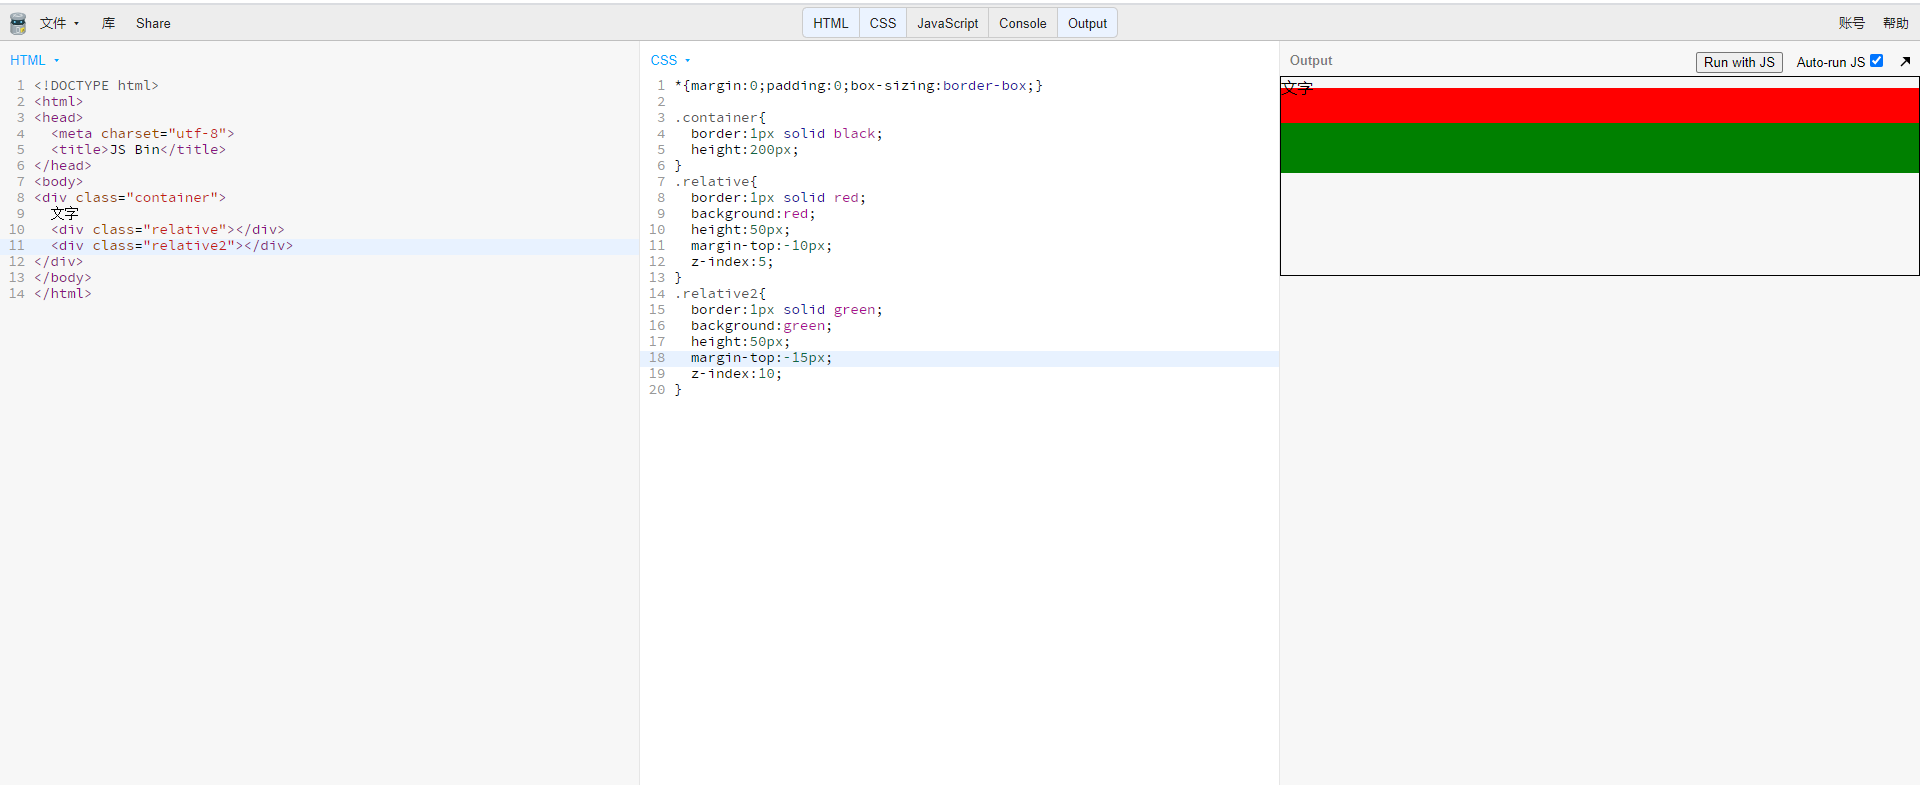 文件 库 Share HTML CSS JavaScript Console Output 账号 帮助
HTML
1 <!DOCTYPE html>
2 <html>
3 <head>
4   <meta charset="utf-8">
5   <title>JS Bin</title>
6 </head>
7 <body>
8 <div class="container">
9   文字
10   <div class="relative"></div>
11   <div class="relative2"></div>
12 </div>
13 </body>
14 </html>
CSS
1 *{margin:0;padding:0;box-sizing:border-box;}
2
3 .container{
4   border:1px solid black;
5   height:200px;
6 }
7 .relative{
8   border:1px solid red;
9   background:red;
10   height:50px;
11   margin-top:-10px;
12   z-index:5;
13 }
14 .relative2{
15   border:1px solid green;
16   background:green;
17   height:50px;
18   margin-top:-15px;
19   z-index:10;
20 }
Output Run with JS Auto-run JS
文字